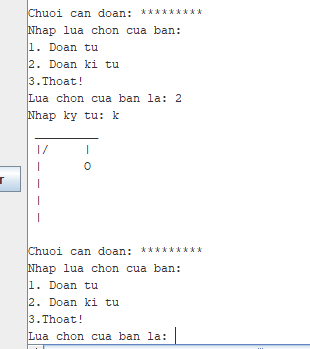 Chuoi can doan: *********
Nhap lua chon cua ban:
1. Doan tu
2. Doan ki tu
3.Thoat!
Lua chon cua ban la: 2
Nhap ky tu: k
 _________
 |/     |
 |      O
 |
 |
 |
Chuoi can doan: *********
Nhap lua chon cua ban:
1. Doan tu
2. Doan ki tu
3.Thoat!
Lua chon cua ban la: